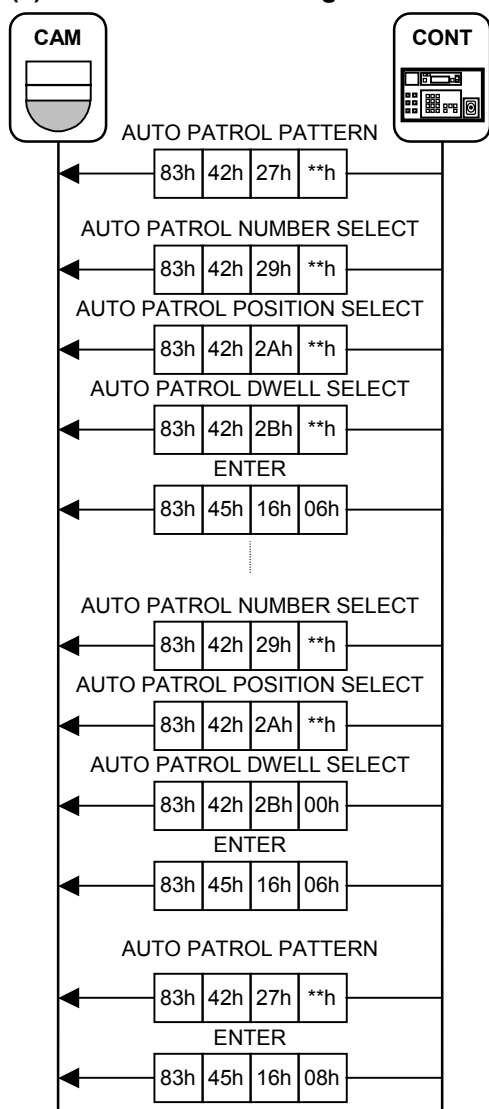 CAM CONT
AUTO PATROL PATTERN
83h 42h 27h **h
AUTO PATROL NUMBER SELECT
83h 42h 29h **h
AUTO PATROL POSITION SELECT
83h 42h 2Ah **h
AUTO PATROL DWELL SELECT
83h 42h 2Bh **h
ENTER
83h 45h 16h 06h
AUTO PATROL NUMBER SELECT
83h 42h 29h **h
AUTO PATROL POSITION SELECT
83h 42h 2Ah **h
AUTO PATROL DWELL SELECT
83h 42h 2Bh 00h
ENTER
83h 45h 16h 06h
AUTO PATROL PATTERN
83h 42h 27h **h
ENTER
83h 45h 16h 08h